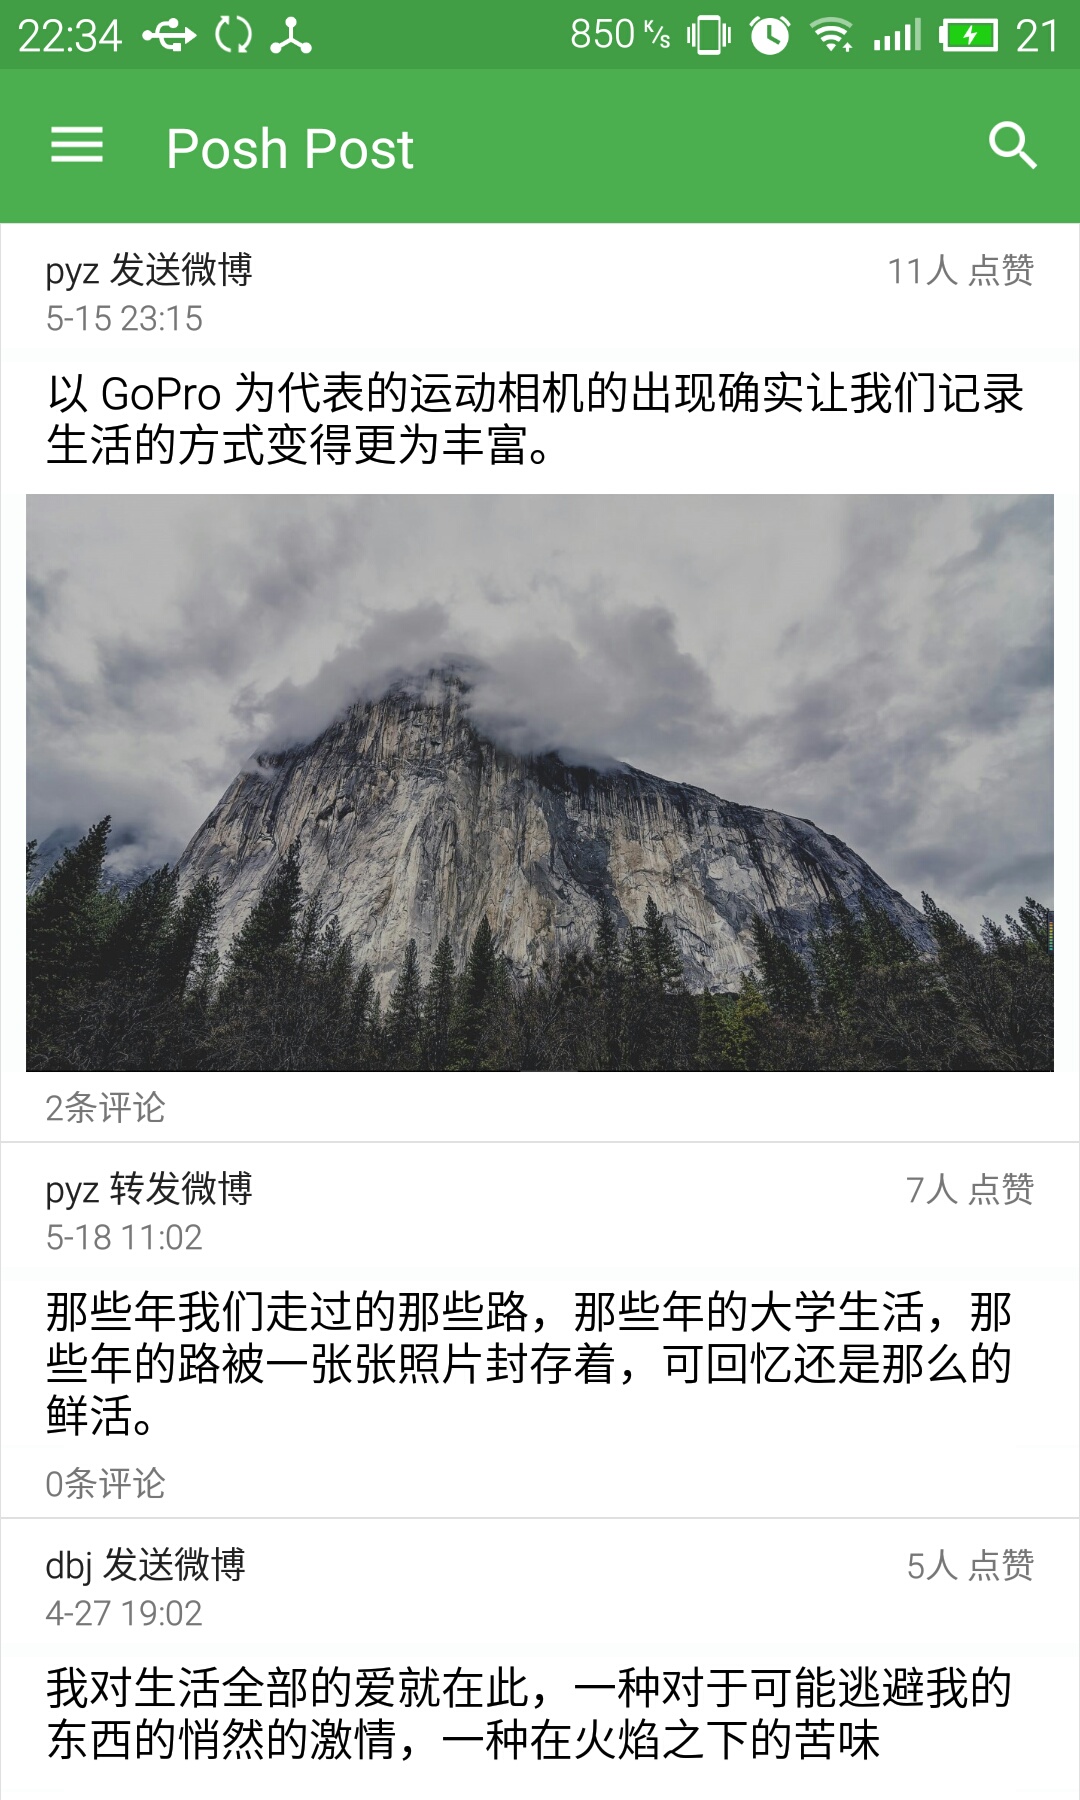 22:34 850 K/S 21
Posh Post
pyz 发送微博 11人 点赞
5-15 23:15
以 GoPro 为代表的运动相机的出现确实让我们记录
生活的方式变得更为丰富。
2条评论
pyz 转发微博 7人 点赞
5-18 11:02
那些年我们走过的那些路，那些年的大学生活，那
些年的路被一张张照片封存着，可回忆还是那么的
鲜活。
0条评论
dbj 发送微博 5人 点赞
4-27 19:02
我对生活全部的爱就在此，一种对于可能逃避我的
东西的悄然的激情，一种在火焰之下的苦味